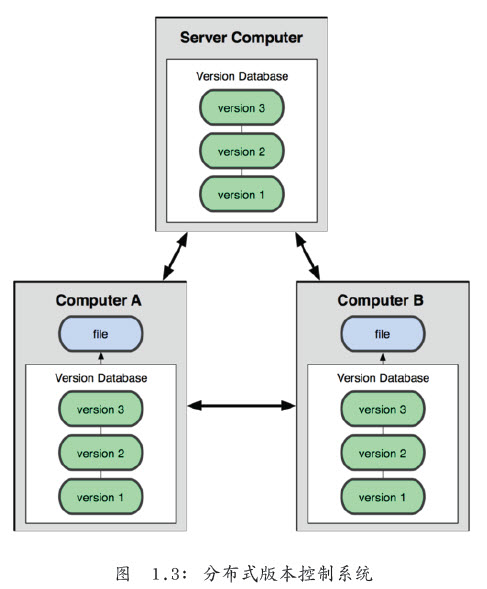 Server Computer
Version Database
version 3
version 2
version 1
Computer A
file
Version Database
version 3
version 2
version 1
Computer B
file
Version Database
version 3
version 2
version 1
图 1.3: 分布式版本控制系统